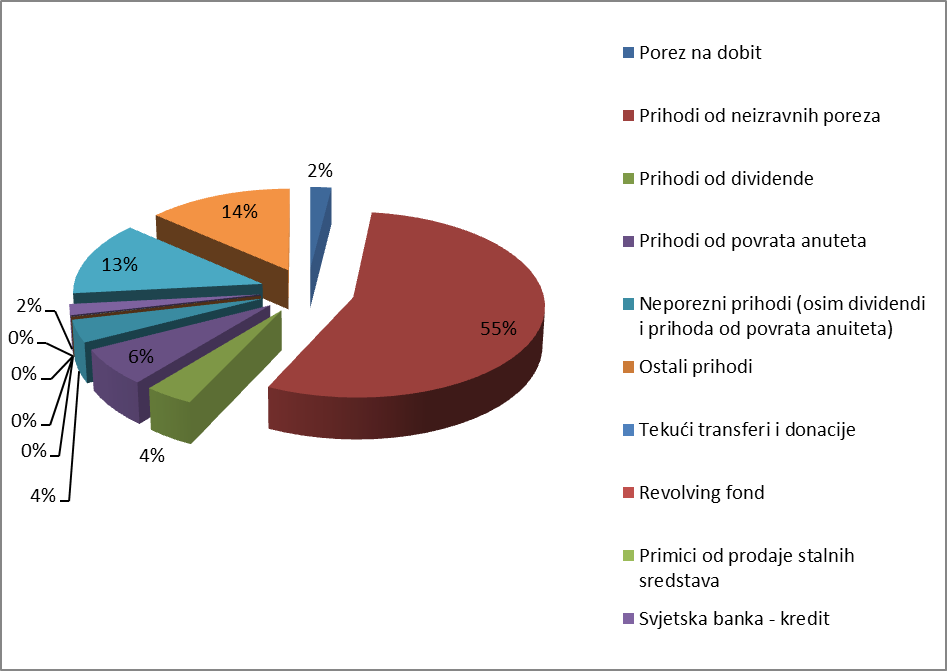 2%
55%
4%
6%
4%
0%
0%
0%
0%
2%
13%
14%
Porez na dobit
Prihodi od neizravnih poreza
Prihodi od dividende
Prihodi od povrata anuteta
Neporezni prihodi (osim dividendi
i prihoda od povrata anuiteta)
Ostali prihodi
Tekući transferi i donacije
Revolving fond
Primici od prodaje stalnih
sredstava
Svjetska banka - kredit